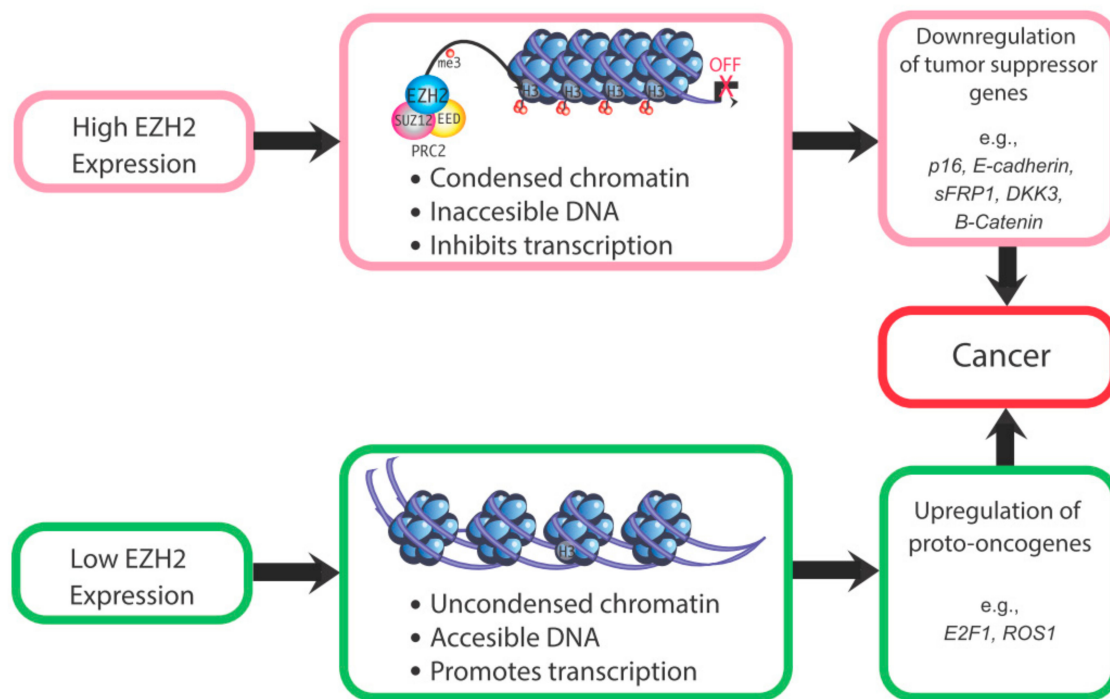 High EZH2
Expression
me3
EZH2
SUZ12
EED
PRC2
H3
H3
H3
H3
OFF
• Condensed chromatin
• Inaccesible DNA
• Inhibits transcription
Downregulation
of tumor suppressor
genes
e.g.,
p16, E-cadherin,
sFRP1, DKK3,
B-Catenin
Cancer
Low EZH2
Expression
H3
• Uncondensed chromatin
• Accesible DNA
• Promotes transcription
Upregulation of
proto-oncogenes
e.g.,
E2F1, ROS1